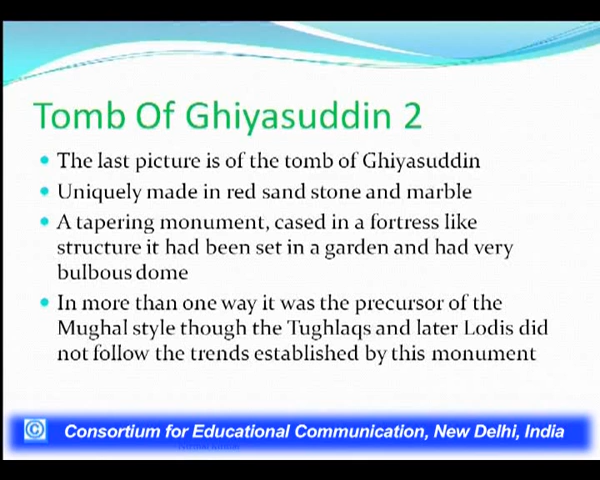 Tomb Of Ghiyasuddin 2
• The last picture is of the tomb of Ghiyasuddin
• Uniquely made in red sand stone and marble
• A tapering monument, cased in a fortress like
structure it had been set in a garden and had very
bulbous dome
• In more than one way it was the precursor of the
Mughal style though the Tughlaqs and later Lodis did
not follow the trends established by this monument
© Consortium for Educational Communication, New Delhi, India